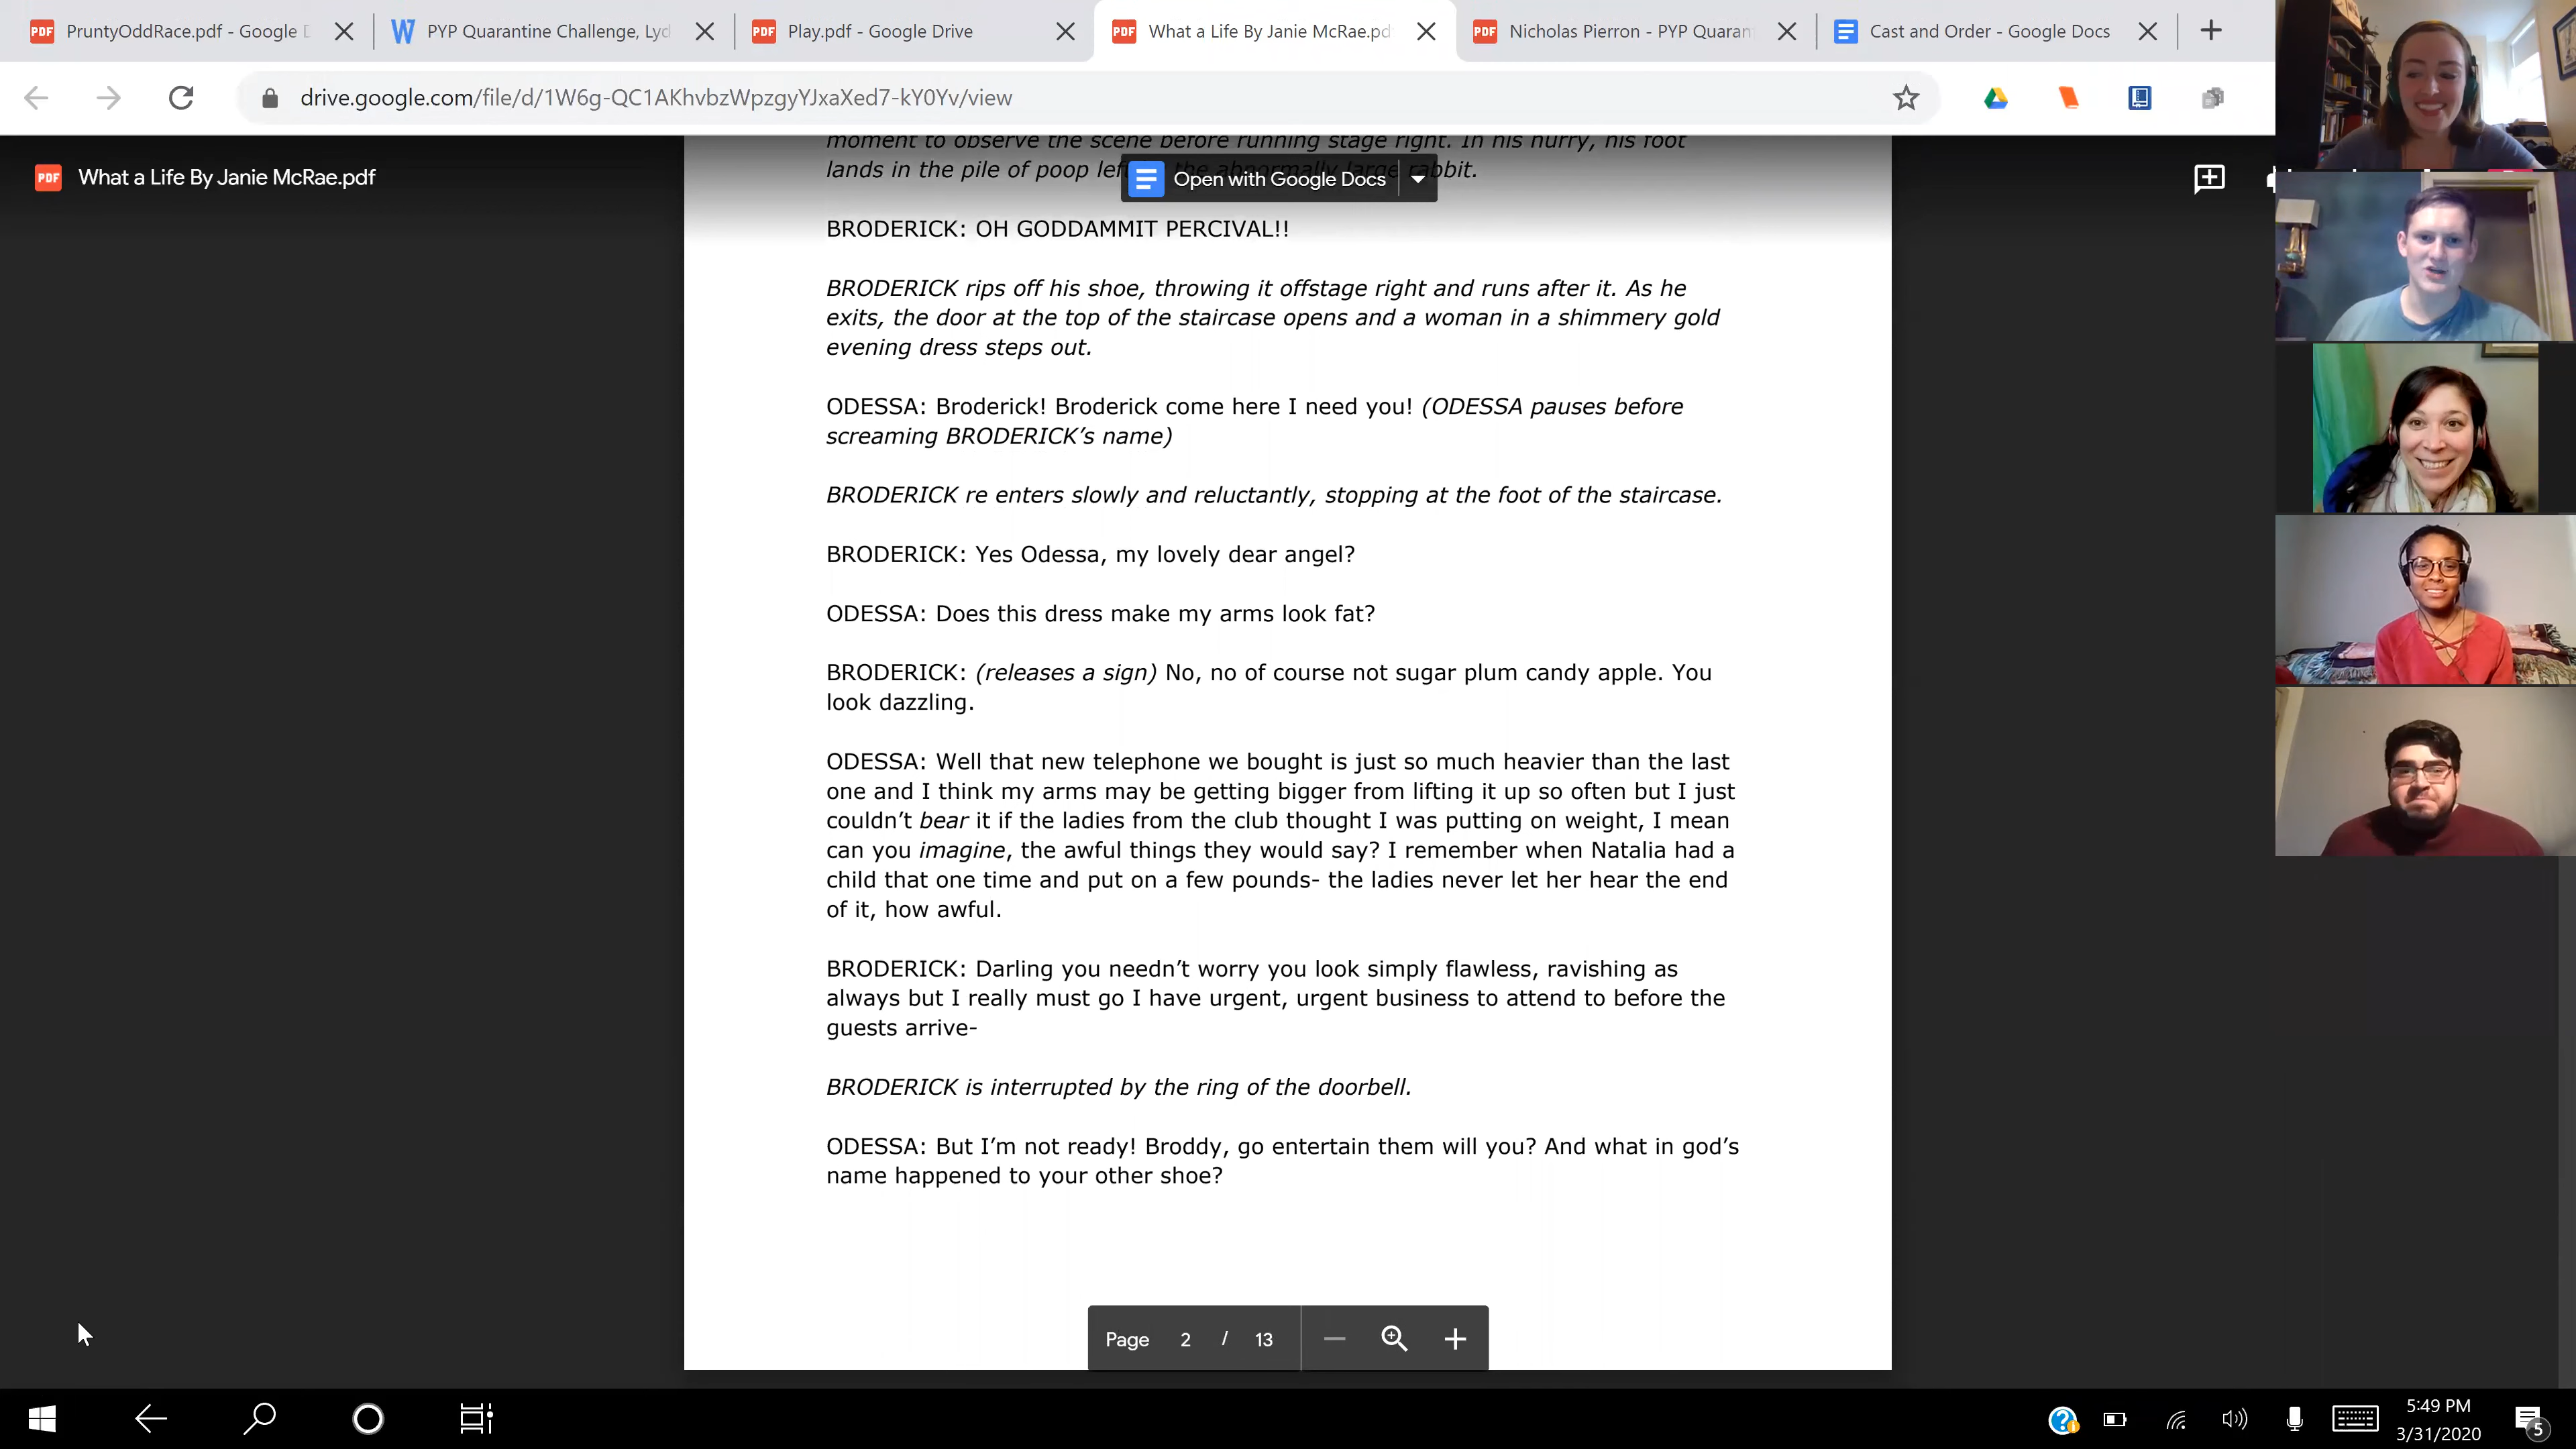 PDF PruntyOddRace.pdf - Google D
PYP Quarantine Challenge, Lyd
PDF Play.pdf - Google Drive
PDF What a Life By Janie McRae.pd
PDF Nicholas Pierron - PYP Quaran
Cast and Order - Google Docs
drive.google.com/file/d/1W6g-QC1AKhvbzWpzgyYJxaXed7-kY0Yv/view
PDF What a Life By Janie McRae.pdf
Open with Google Docs
moment to observe the scene before running stage right. In his hurry, his foot
lands in the pile of poop lef the abnormally large rabbit.
BRODERICK: OH GODDAMMIT PERCIVAL!!
BRODERICK rips off his shoe, throwing it offstage right and runs after it. As he
exits, the door at the top of the staircase opens and a woman in a shimmery gold
evening dress steps out.
ODESSA: Broderick! Broderick come here I need you! (ODESSA pauses before
screaming BRODERICK’s name)
BRODERICK re enters slowly and reluctantly, stopping at the foot of the staircase.
BRODERICK: Yes Odessa, my lovely dear angel?
ODESSA: Does this dress make my arms look fat?
BRODERICK: (releases a sign) No, no of course not sugar plum candy apple. You
look dazzling.
ODESSA: Well that new telephone we bought is just so much heavier than the last
one and I think my arms may be getting bigger from lifting it up so often but I just
couldn’t bear it if the ladies from the club thought I was putting on weight, I mean
can you imagine, the awful things they would say? I remember when Natalia had a
child that one time and put on a few pounds- the ladies never let her hear the end
of it, how awful.
BRODERICK: Darling you needn’t worry you look simply flawless, ravishing as
always but I really must go I have urgent, urgent business to attend to before the
guests arrive-
BRODERICK is interrupted by the ring of the doorbell.
ODESSA: But I’m not ready! Broddy, go entertain them will you? And what in god’s
name happened to your other shoe?
Page 2 / 13
5:49 PM
3/31/2020
5